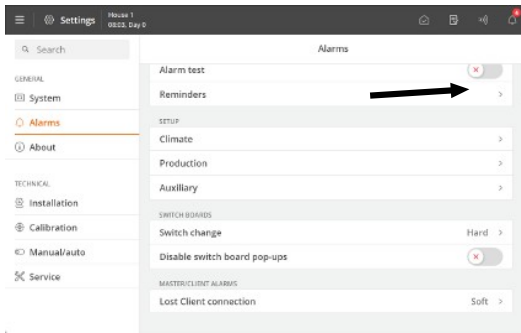 Settings
House 1
08:03, Day 0
Search
Alarms
GENERAL
System
Alarms
About
TECHNICAL
Installation
Calibration
Manual/auto
Service
Alarm test
Reminders
SETUP
Climate
Production
Auxiliary
SWITCH BOARDS
Switch change Hard
Disable switch board pop-ups
MASTER/CLIENT ALARMS
Lost Client connection Soft